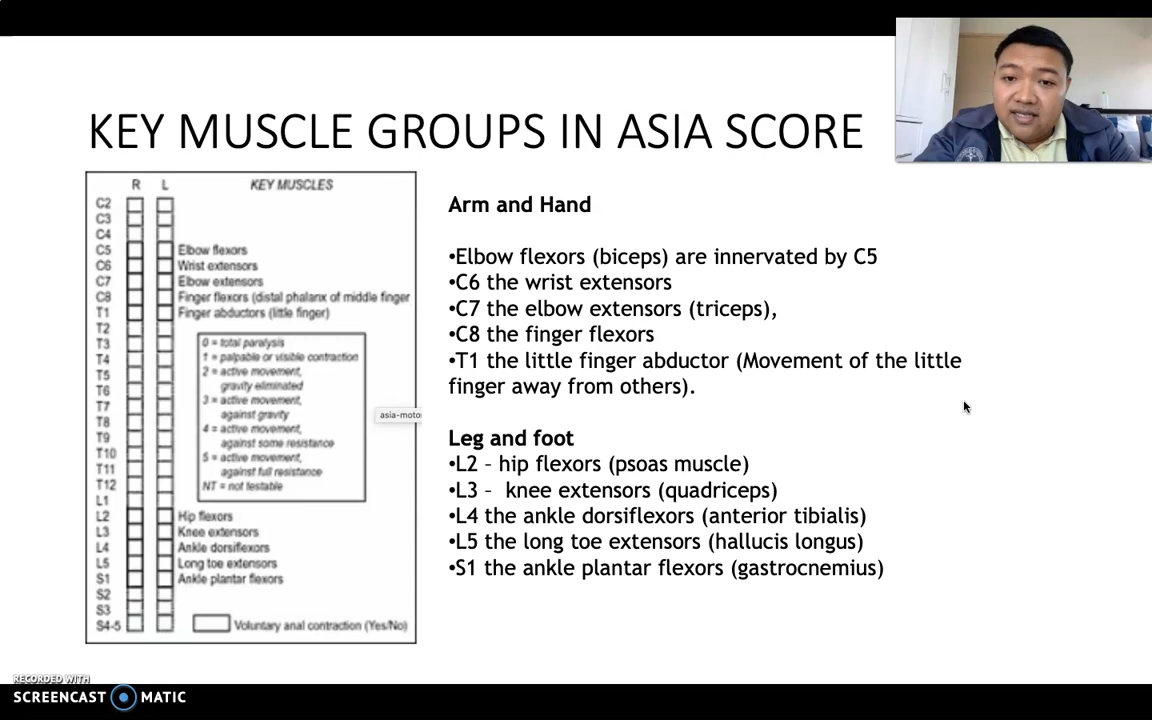 KEY MUSCLE GROUPS IN ASIA SCORE
R L KEY MUSCLES
C2
C3
C4
C5 Elbow flexors
C6 Wrist extensors
C7 Elbow extensors
C8 Finger flexors (distal phalanx of middle finger
T1 Finger abductors (little finger)
T2
T3
T4
T5
T6
T7
T8
T9
T10
T11
T12
L1
0 = total paralysis
1 = palpable or visible contraction
2 = active movement,
gravity eliminated
3 = active movement,
against gravity
4 = active movement,
against some resistance
5 = active movement,
against full resistance
NT = not testable
asia-moto
L2 Hip flexors
L3 Knee extensors
L4 Ankle dorsiflexors
L5 Long toe extensors
S1 Ankle plantar flexors
S2
S3
S4-5 Voluntary anal contraction (Yes/No)
Arm and Hand
•Elbow flexors (biceps) are innervated by C5
•C6 the wrist extensors
•C7 the elbow extensors (triceps),
•C8 the finger flexors
•T1 the little finger abductor (Movement of the little
finger away from others).
Leg and foot
•L2 – hip flexors (psoas muscle)
•L3 – knee extensors (quadriceps)
•L4 the ankle dorsiflexors (anterior tibialis)
•L5 the long toe extensors (hallucis longus)
•S1 the ankle plantar flexors (gastrocnemius)
RECORDED WITH
SCREENCAST MATIC